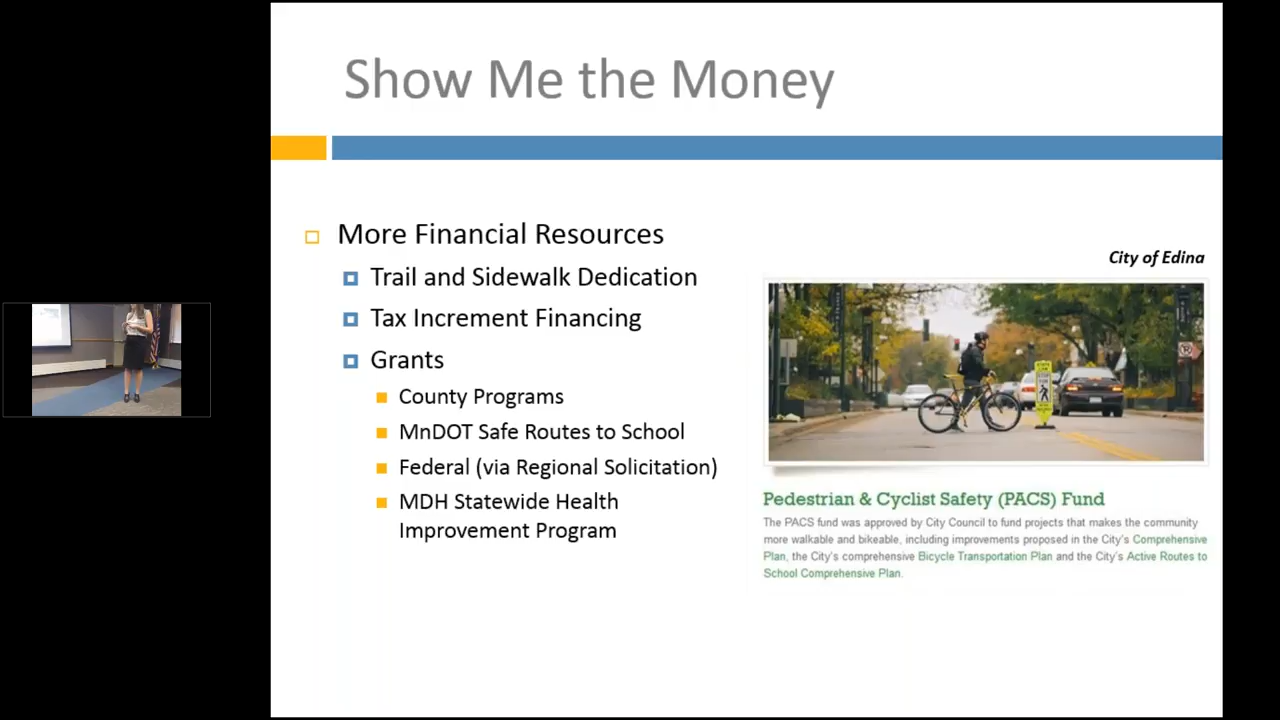 Show Me the Money
More Financial Resources
Trail and Sidewalk Dedication
Tax Increment Financing
Grants
County Programs
MnDOT Safe Routes to School
Federal (via Regional Solicitation)
MDH Statewide Health
Improvement Program
City of Edina
Pedestrian & Cyclist Safety (PACS) Fund
The PACS fund was approved by City Council to fund projects that makes the community
more walkable and bikeable, including improvements proposed in the City's Comprehensive
Plan, the City's comprehensive Bicycle Transportation Plan and the City's Active Routes to
School Comprehensive Plan.